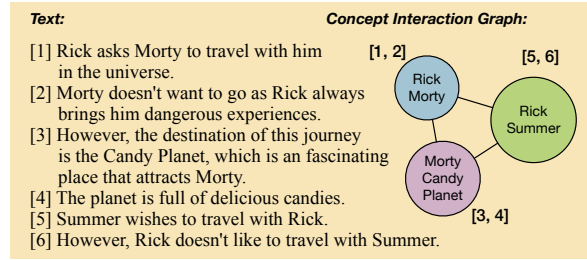 Text:
Concept Interaction Graph:
[1] Rick asks Morty to travel with him
in the universe.
[2] Morty doesn't want to go as Rick always
brings him dangerous experiences.
[3] However, the destination of this journey
is the Candy Planet, which is an fascinating
place that attracts Morty.
[4] The planet is full of delicious candies.
[5] Summer wishes to travel with Rick.
[6] However, Rick doesn't like to travel with Summer.
[1, 2]
Rick
Morty
[5, 6]
Rick
Summer
Morty
Candy
Planet
[3, 4]